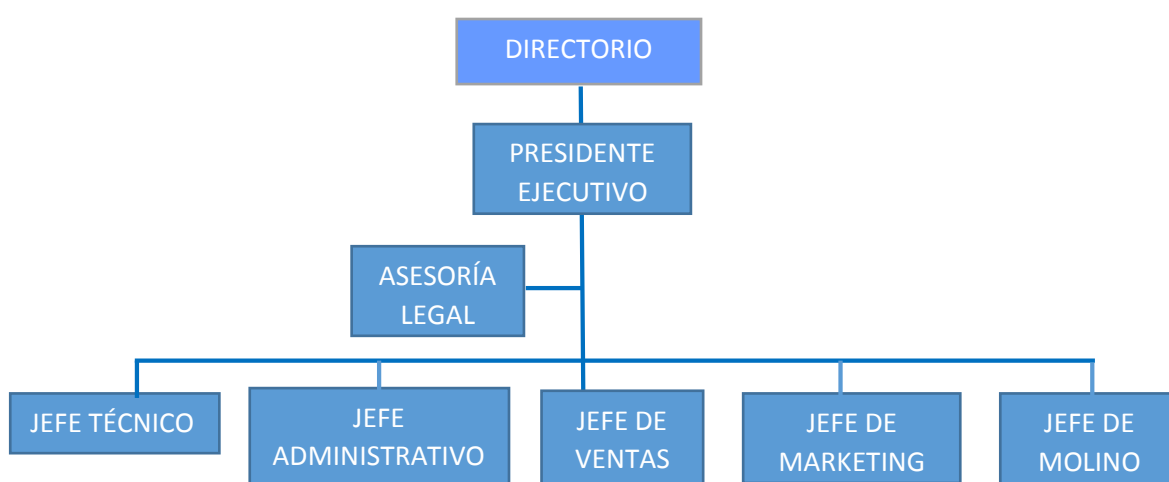 DIRECTORIO
PRESIDENTE
EJECUTIVO
ASESORÍA
LEGAL
JEFE TÉCNICO
JEFE
ADMINISTRATIVO
JEFE DE
VENTAS
JEFE DE
MARKETING
JEFE DE
MOLINO